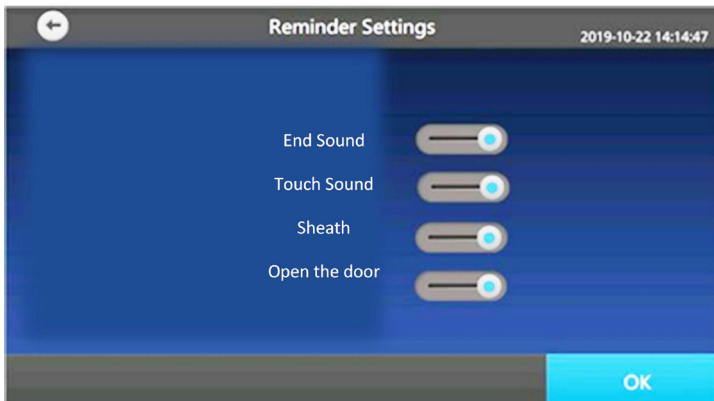 Reminder Settings
2019-10-22 14:14:47
End Sound
Touch Sound
Sheath
Open the door
OK